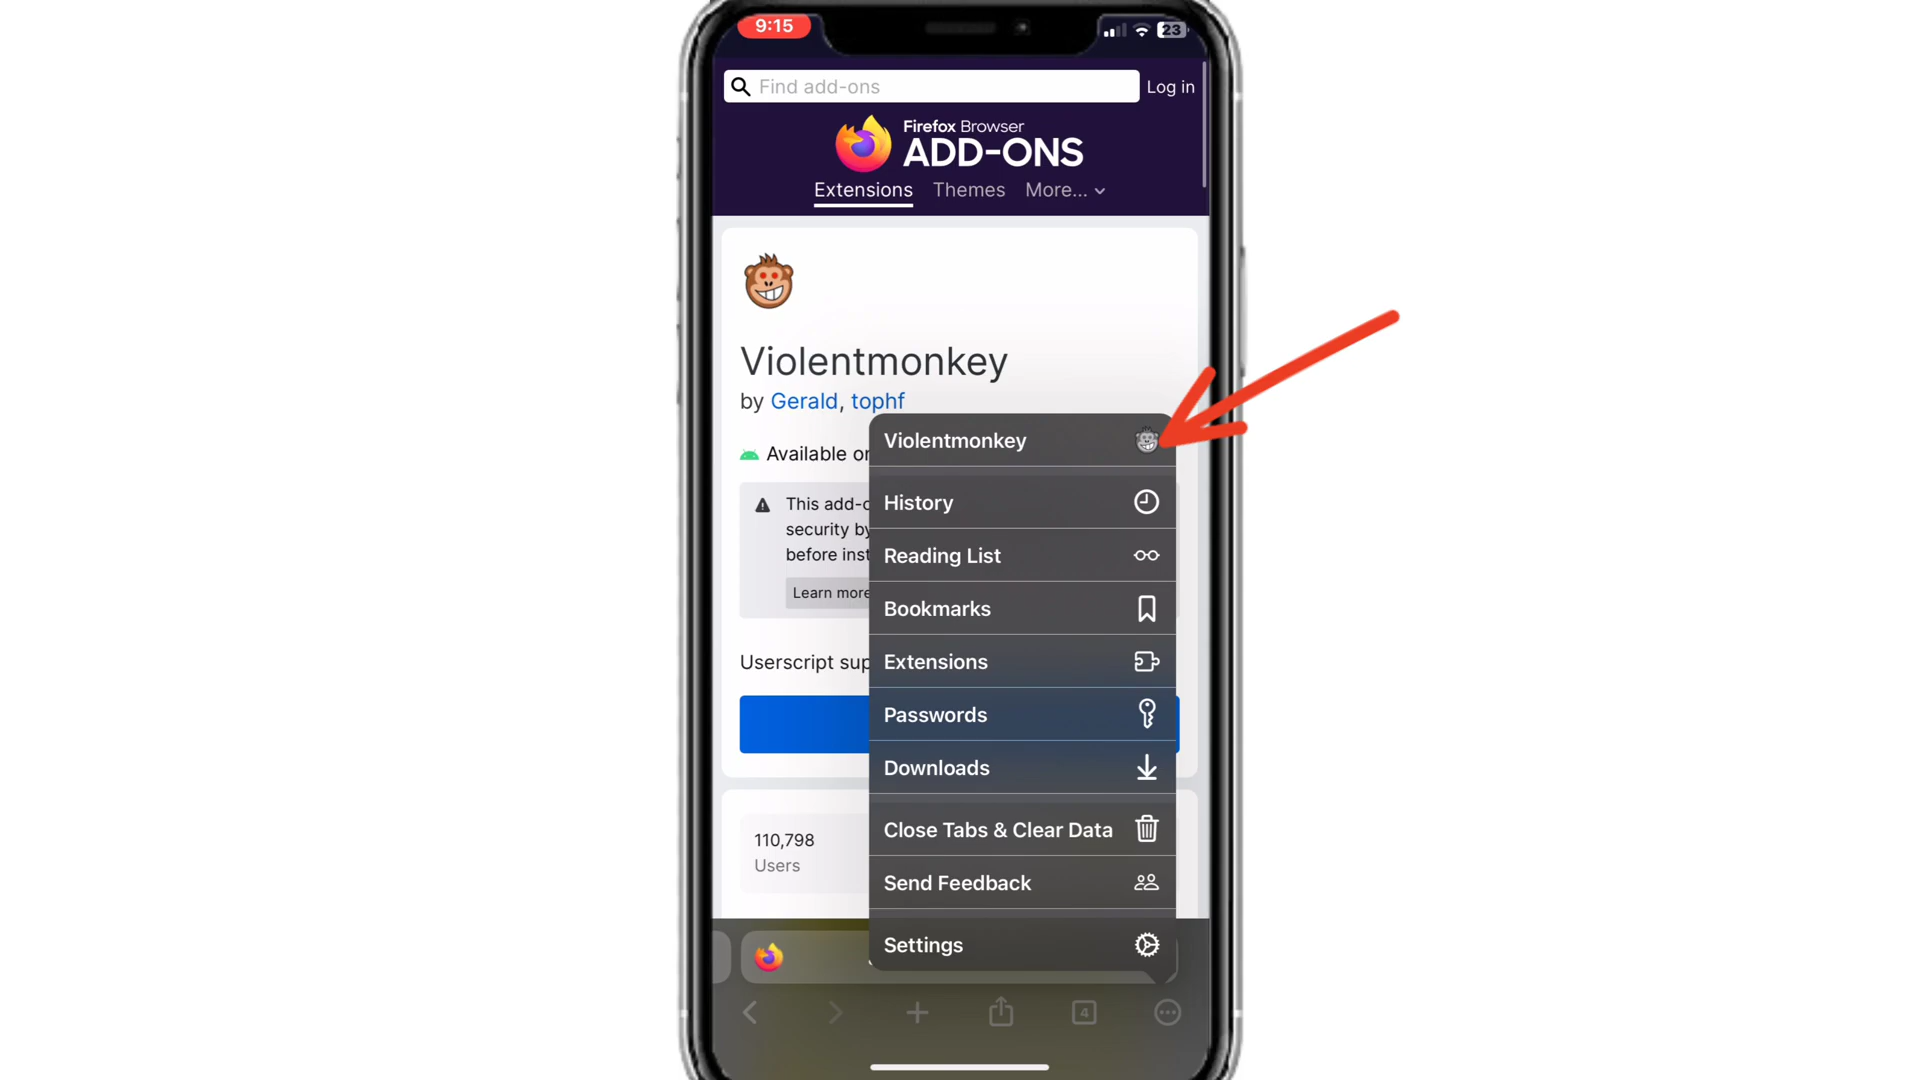 9:15
23
Find add-ons
Log in
Firefox Browser
ADD-ONS
Extensions Themes More...
Violentmonkey
by Gerald, tophf
Available
Violentmonkey
History
Reading List
Bookmarks
Extensions
Passwords
Downloads
Close Tabs & Clear Data
Send Feedback
Settings
This add-
security by
before inst
Learn more
Userscript sup
110,798
Users
4